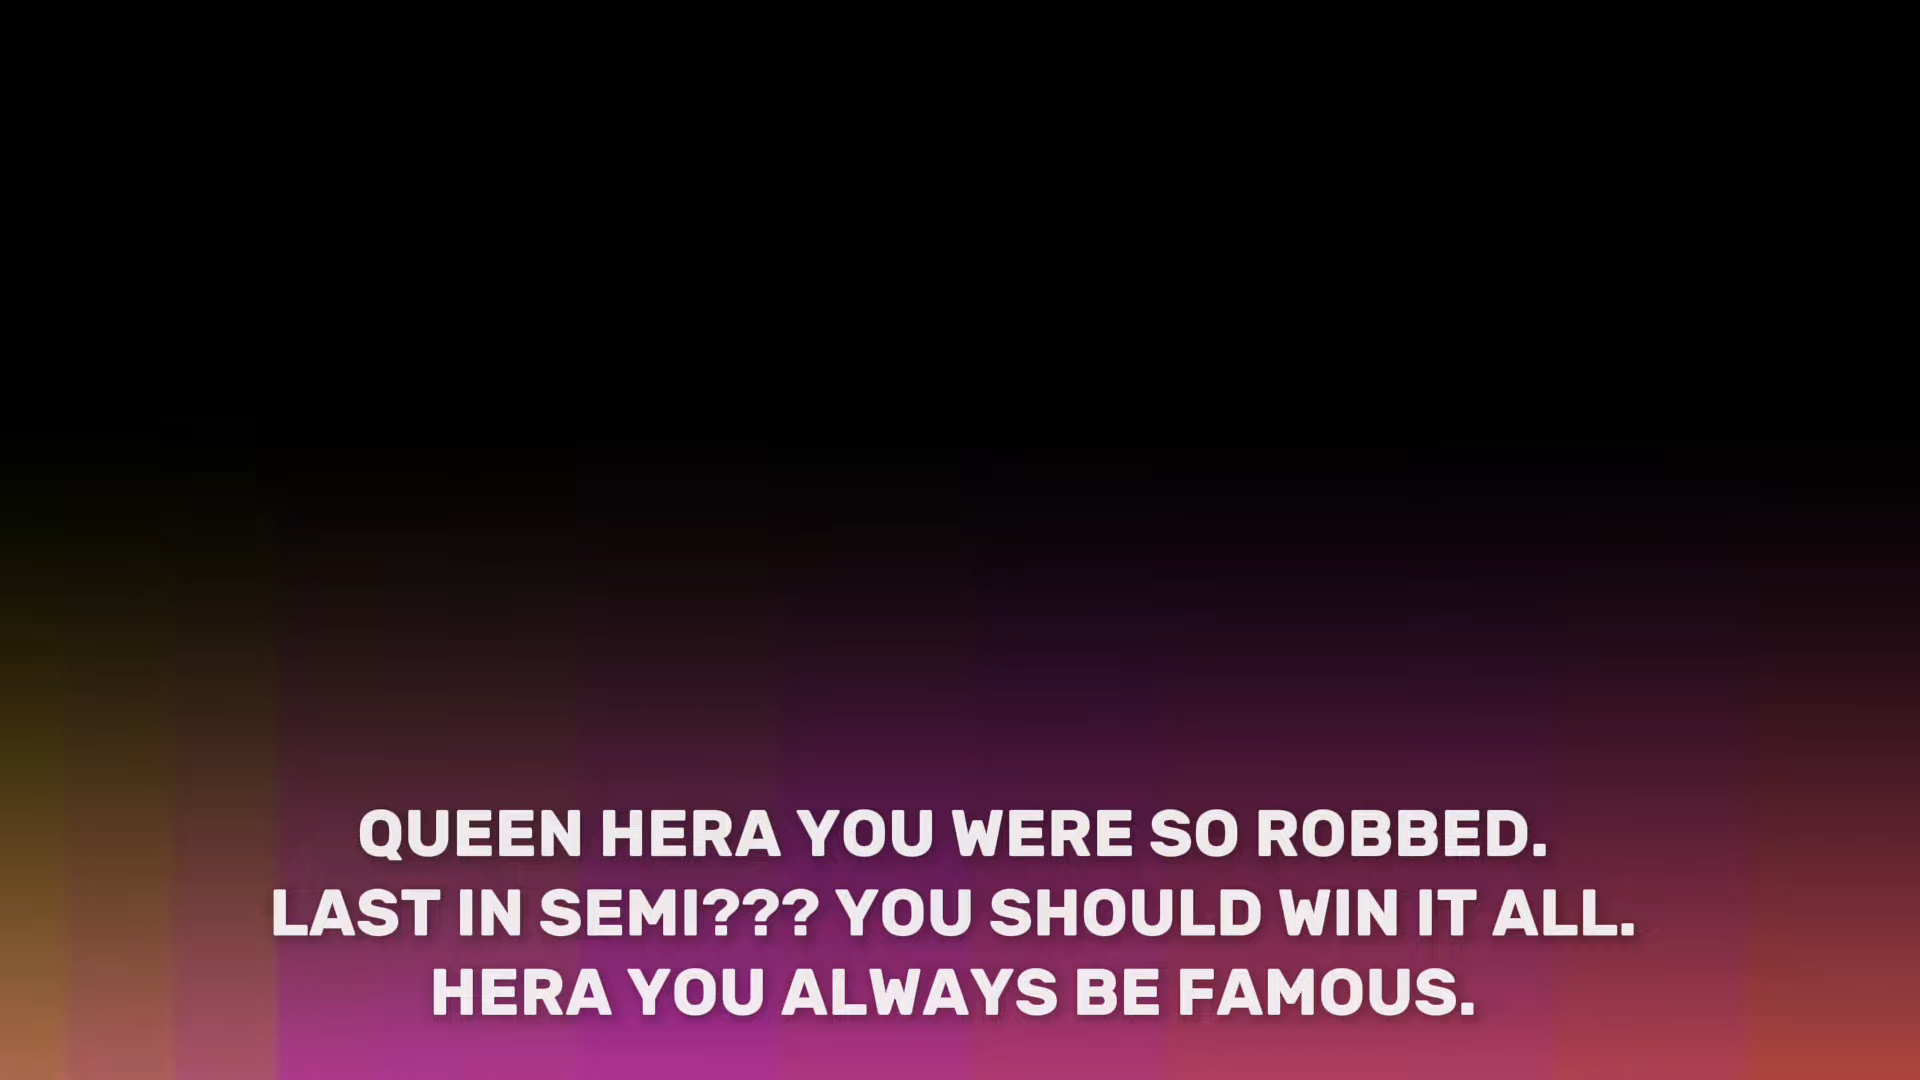 QUEEN HERA YOU WERE SO ROBBED.
LAST IN SEMI??? YOU SHOULD WIN IT ALL.
HERA YOU ALWAYS BE FAMOUS.